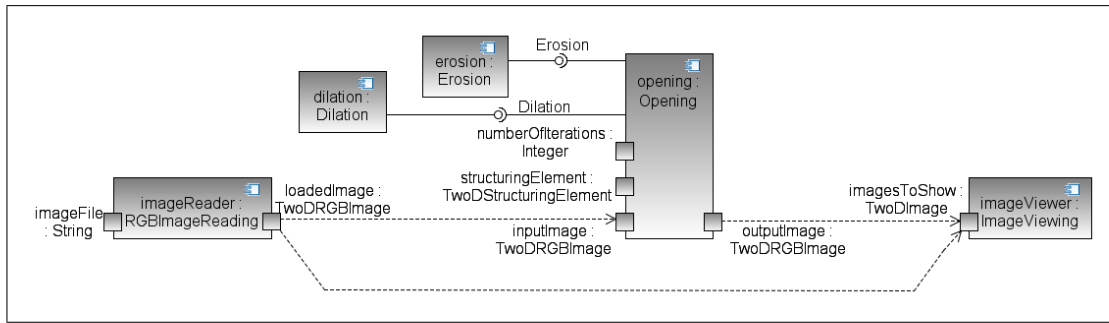 Erosion
erosion :
Erosion
opening :
Opening
dilation :
Dilation
Dilation
numberOfIterations :
Integer
structuringElement :
TwoDStructuringElement
imageFile
: String
imageReader :
RGBImageReading
loadedImage :
TwoDRGBImage
inputImage :
TwoDRGBImage
outputImage :
TwoDRGBImage
imagesToShow :
TwoDImage
imageViewer :
ImageViewing